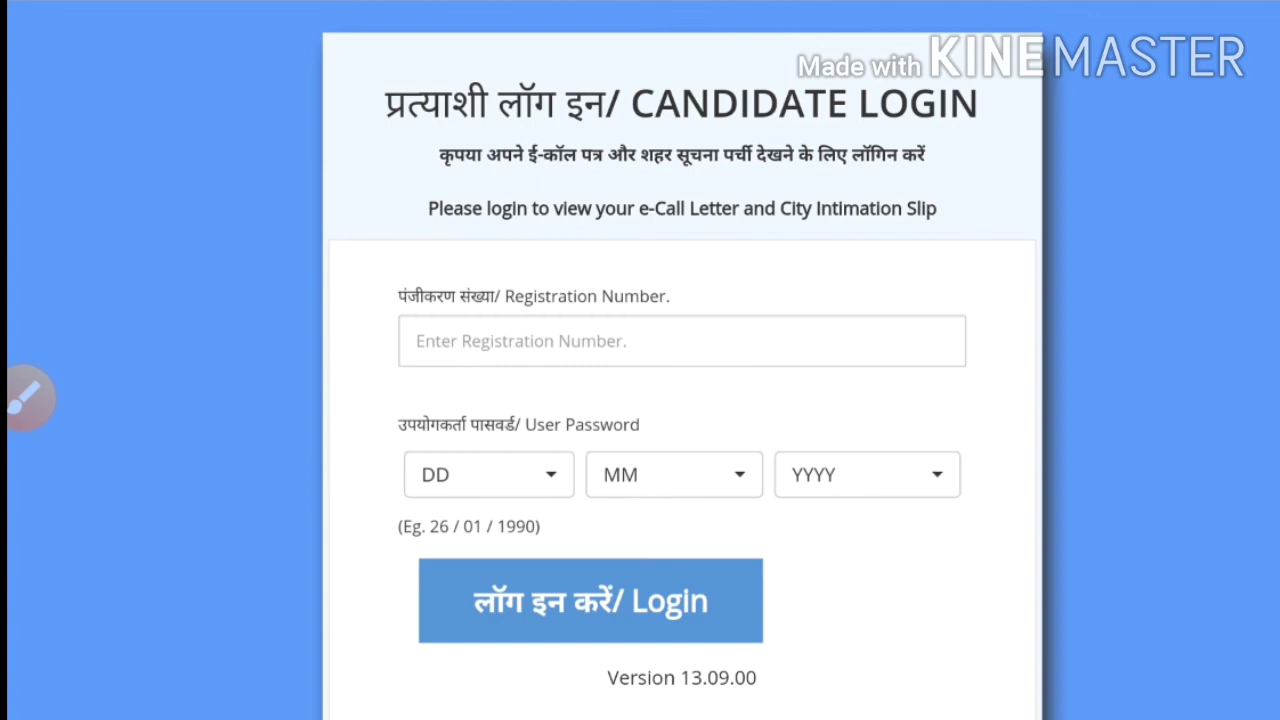 Made with KINEMASTER
प्रत्याशी लॉग इन/ CANDIDATE LOGIN
कृपया अपने ई-कॉल पत्र और शहर सूचना पर्ची देखने के लिए लॉगिन करें
Please login to view your e-Call Letter and City Intimation Slip
पंजीकरण संख्या/ Registration Number.
Enter Registration Number.
उपयोगकर्ता पासवर्ड/ User Password
DD MM YYYY
(Eg. 26 / 01 / 1990)
लॉग इन करें/ Login
Version 13.09.00